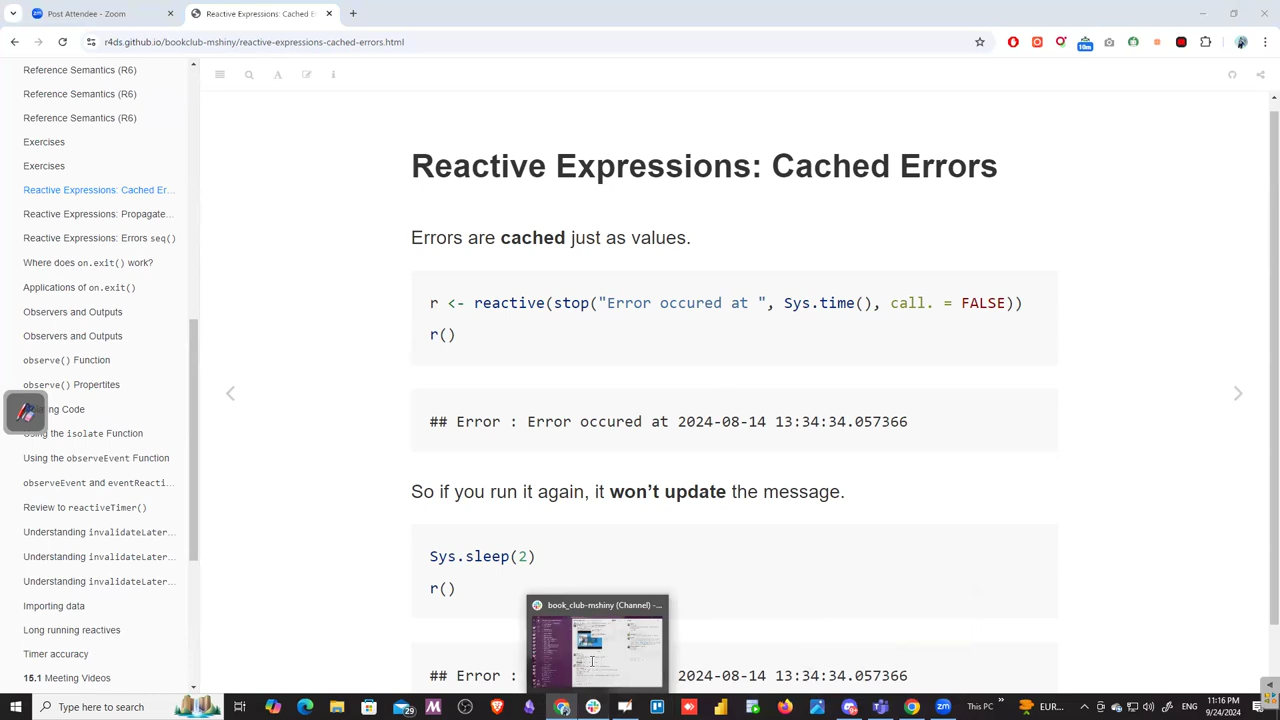 Post Attendee - Zoom
Reactive Expressions: Cached E
r4ds.github.io/bookclub-mshiny/reactive-expressions-cached-errors.html
10m
Reference Semantics (R6)
Reference Semantics (R6)
Reference Semantics (R6)
Exercises
Exercises
Reactive Expressions: Cached Er...
Reactive Expressions: Propagate...
Reactive Expressions: Errors seq()
Where does on.exit() work?
Applications of on.exit()
Observers and Outputs
Observers and Outputs
observe() Function
observe() Propertites
ing Code
Using the isolate Function
Using the observeEvent Function
observeEvent and eventReacti...
Review to reactiveTimer()
Understanding invalidateLater...
Understanding invalidateLater...
Understanding invalidateLater...
Importing data
Long running reactives
Timer accuracy
5.1 Meeting Videos
Reactive Expressions: Cached Errors
Errors are cached just as values.
r <- reactive(stop("Error occured at ", Sys.time(), call. = FALSE))
r()
## Error : Error occured at 2024-08-14 13:34:34.057366
So if you run it again, it won’t update the message.
Sys.sleep(2)
r()
book_club-mshiny (Channel) -...
## Error : 2024-08-14 13:34:34.057366
Type here to search
29
This PC
EUR...
11:16 PM
9/24/2024